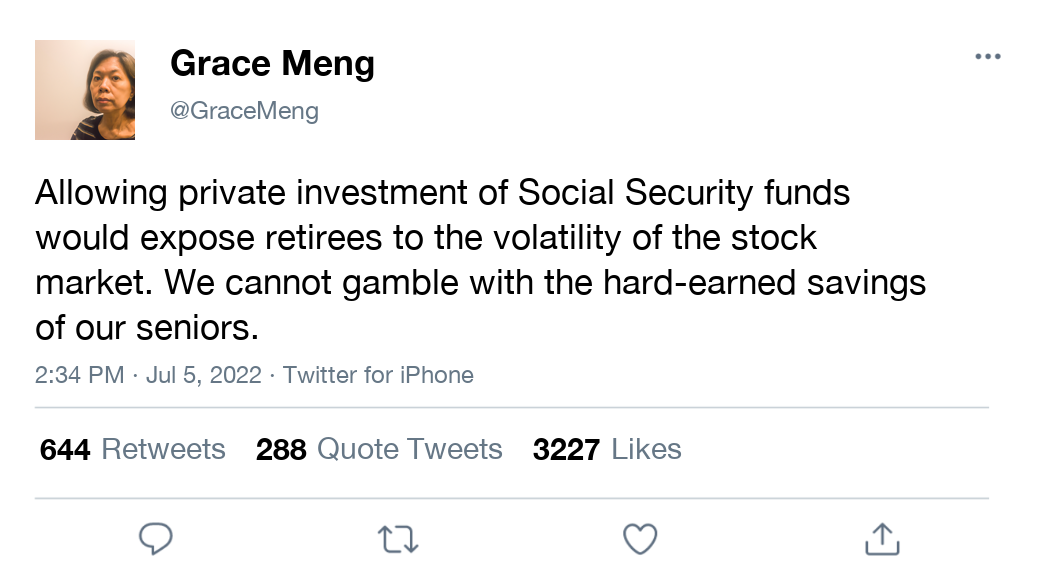 Grace Meng
@GraceMeng
Allowing private investment of Social Security funds
would expose retirees to the volatility of the stock
market. We cannot gamble with the hard-earned savings
of our seniors.
2:34 PM · Jul 5, 2022 · Twitter for iPhone
644 Retweets 288 Quote Tweets 3227 Likes